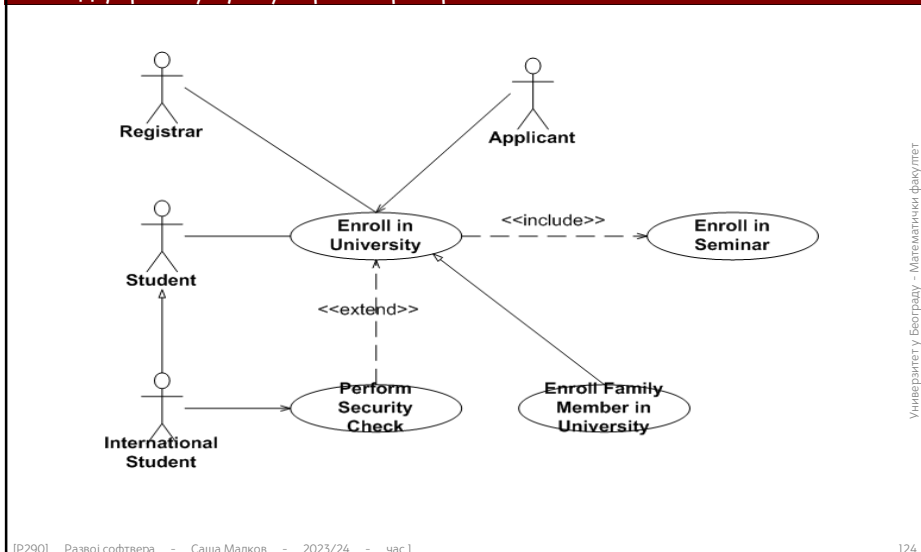 Registrar
Applicant
Enroll in
University
<<include>>
Enroll in
Seminar
Student
<<extend>>
Perform
Security
Check
Enroll Family
Member in
University
International
Student
Универзитет у Београду - Математички факултет
[Р290] Развој софтвера - Саша Малков - 2023/24 - час 1
124